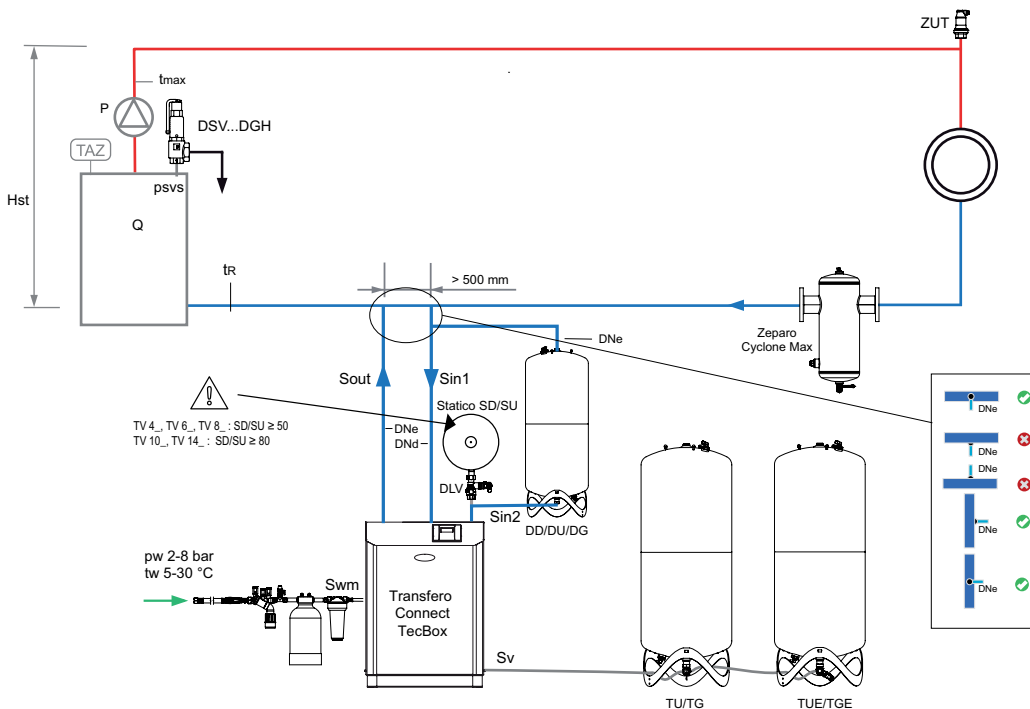 ZUT
tmax
P
DSV...DGH
TAZ
psvs
Hst
Q
> 500 mm
tR
DNe
Zeparo
Cyclone Max
Sout
Sin1
Statico SD/SU
TV 4_, TV 6_, TV 8_ : SD/SU ≥ 50
TV 10_, TV 14_ : SD/SU ≥ 80
DNe
DNd
DLV
Sin2
DD/DU/DG
DNe
DNe
DNe
DNe
DNe
pw 2-8 bar
tw 5-30 °C
Swm
Transfero
Connect
TecBox
Sv
TU/TG
TUE/TGE